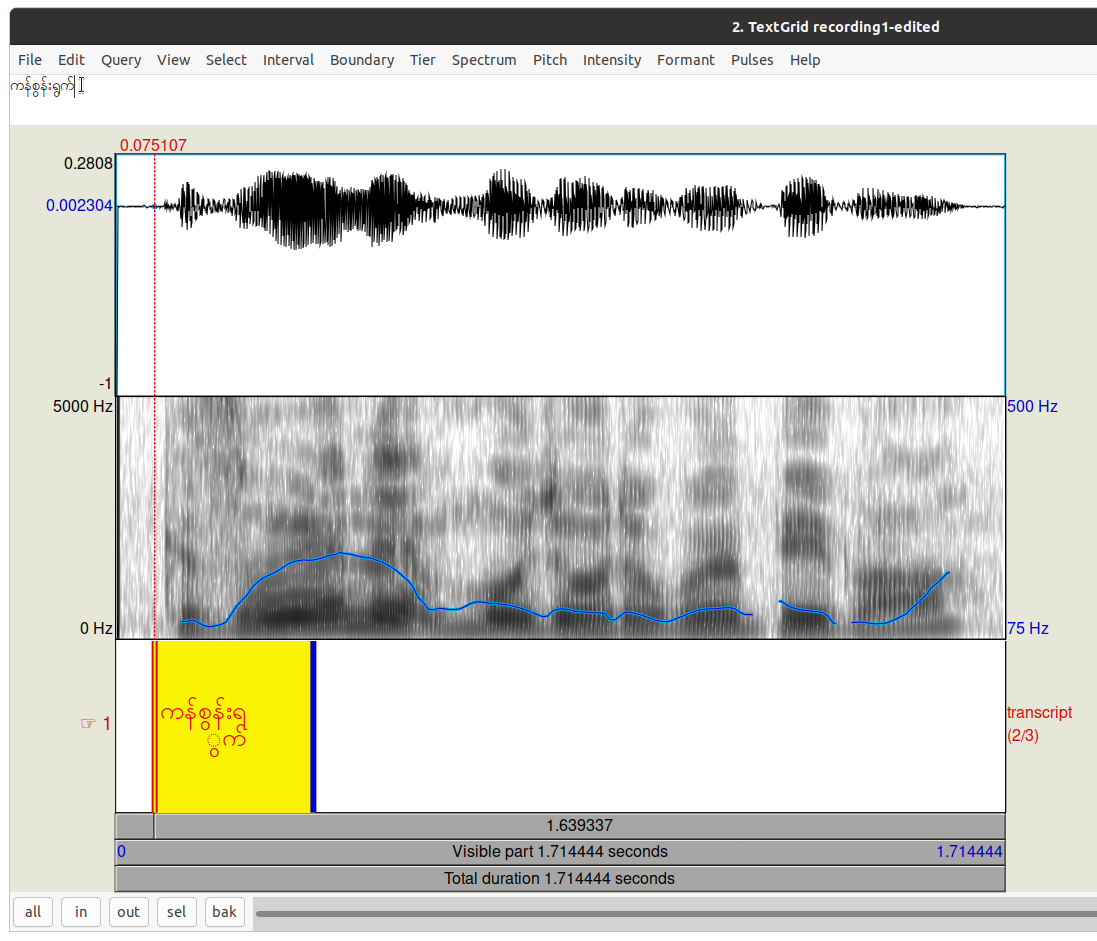 2. TextGrid recording1-edited
File Edit Query View Select Interval Boundary Tier Spectrum Pitch Intensity Formant Pulses Help
ကန်စွန်းရွက်
0.075107
0.2808
0.002304
-1
5000 Hz
500 Hz
0 Hz
75 Hz
ကန်စွန်းရ
ွက်
☞ 1
transcript
(2/3)
1.639337
0 Visible part 1.714444 seconds 1.714444
Total duration 1.714444 seconds
all in out sel bak